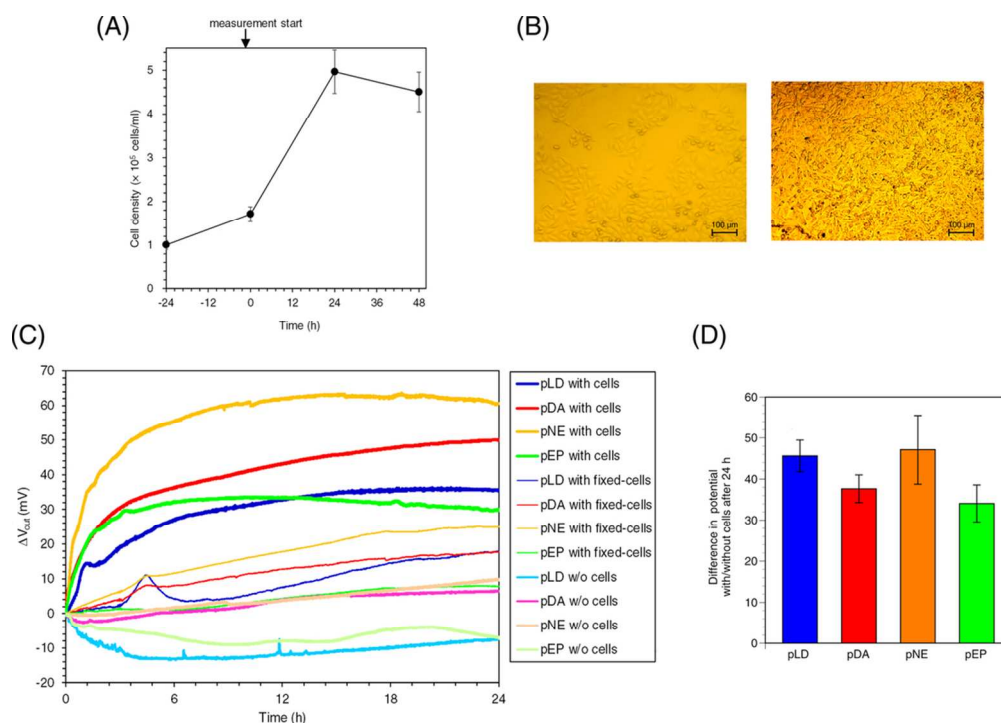 (A)
measurement start
5
4
3
2
1
0
Cell density (× 10⁵ cells/ml)
-24 -12 0 12 24 36 48
Time (h)
(B)
100 µm
100 µm
(C)
70
60
50
40
30
20
10
0
-10
-20
ΔVout (mV)
0 6 12 18 24
Time (h)
pLD with cells
pDA with cells
pNE with cells
pEP with cells
pLD with fixed-cells
pDA with fixed-cells
pNE with fixed-cells
pEP with fixed-cells
pLD w/o cells
pDA w/o cells
pNE w/o cells
pEP w/o cells
(D)
60
50
40
30
20
10
0
Difference in potential
with/without cells after 24 h
pLD pDA pNE pEP